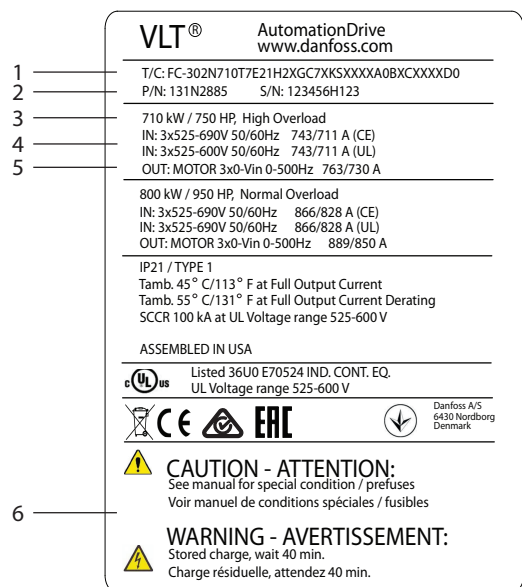 VLT® AutomationDrive
www.danfoss.com
1 T/C: FC-302N710T7E21H2XGC7XKSXXXXA0BXCXXXXD0
2 P/N: 131N2885 S/N: 123456H123
3 710 kW / 750 HP, High Overload
4 IN: 3x525-690V 50/60Hz 743/711 A (CE)
IN: 3x525-600V 50/60Hz 743/711 A (UL)
5 OUT: MOTOR 3x0-Vin 0-500Hz 763/730 A
800 kW / 950 HP, Normal Overload
IN: 3x525-690V 50/60Hz 866/828 A (CE)
IN: 3x525-690V 50/60Hz 866/828 A (UL)
OUT: MOTOR 3x0-Vin 0-500Hz 889/850 A
IP21 / TYPE 1
Tamb. 45° C/113° F at Full Output Current
Tamb. 55° C/131° F at Full Output Current Derating
SCCR 100 kA at UL Voltage range 525-600 V
ASSEMBLED IN USA
c UL us Listed 36U0 E70524 IND. CONT. EQ.
UL Voltage range 525-600 V
CE EAC
Danfoss A/S
6430 Nordborg
Denmark
CAUTION - ATTENTION:
See manual for special condition / prefuses
Voir manuel de conditions spéciales / fusibles
6
WARNING - AVERTISSEMENT:
Stored charge, wait 40 min.
Charge résiduelle, attendez 40 min.